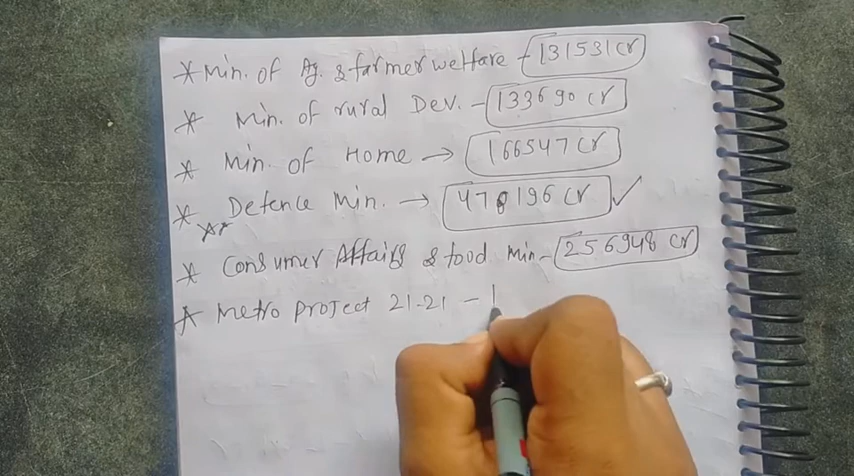 * Min. of Ag. & farmer welfare - 131531 cr
* Min. of rural Dev. - 133690 cr
* Min. of Home → 166547 cr
* Defence Min. → 478196 cr ✓
* Consumer Affairs & food min - 256948 cr
* Metro project 21-21 - 1